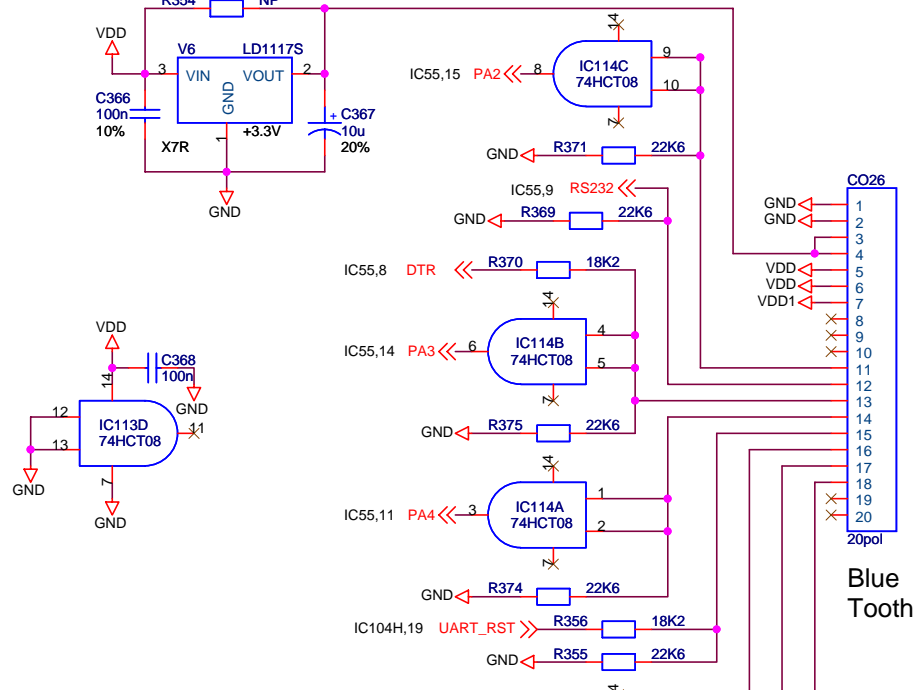 R354 NP
VDD
V6 LD1117S
3 VIN VOUT 2
GND
1
+3.3V
C366
100n
10%
X7R
C367
+
10u
20%
GND
14
IC55,15 PA2 8 IC114C
74HCT08
9
10
7
GND R371 22K6
IC55,9 RS232
GND R369 22K6
IC55,8 DTR R370 18K2
14
IC55,14 PA3 6 IC114B
74HCT08
4
5
7
GND R375 22K6
14
IC55,11 PA4 3 IC114A
74HCT08
1
2
7
GND R374 22K6
IC104H,19 UART_RST R356 18K2
GND R355 22K6
VDD
C368
100n
GND
14
12
13
IC113D
74HCT08
11
7
GND
GND
CO26
GND 1
GND 2
3
4
VDD 5
VDD 6
VDD1 7
8
9
10
11
12
13
14
15
16
17
18
19
20
20pol
Blue
Tooth